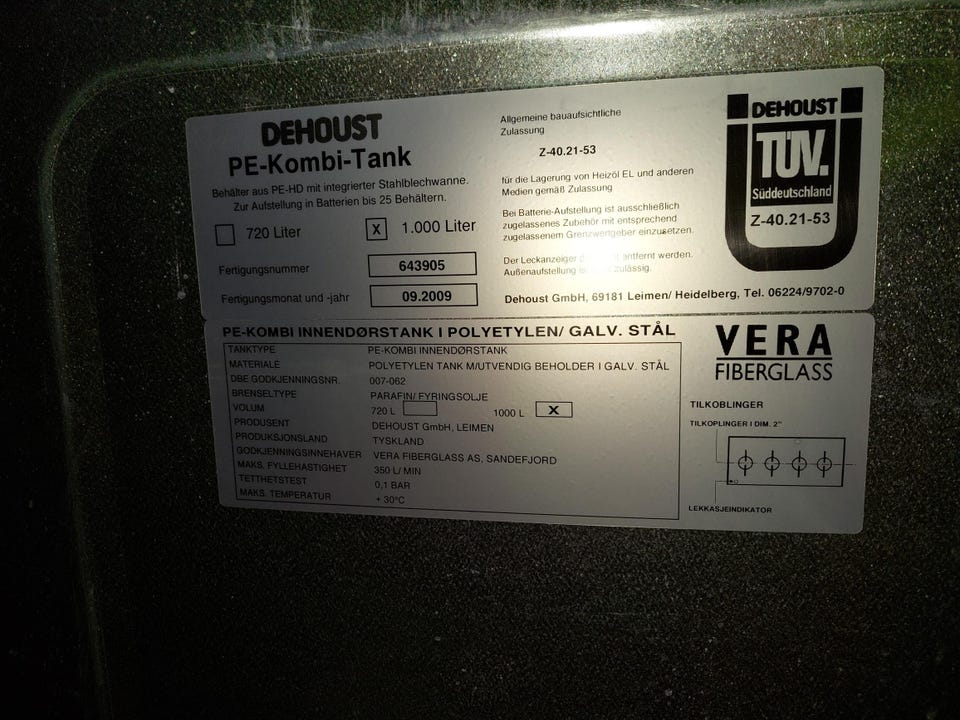 DEHOUST
PE-Kombi-Tank
Behälter aus PE-HD mit integrierter Stahlblechwanne.
Zur Aufstellung in Batterien bis 25 Behältern.
720 Liter
X 1.000 Liter
Fertigungsnummer 643905
Fertigungsmonat und -jahr 09.2009
Allgemeine bauaufsichtliche
Zulassung
Z-40.21-53
für die Lagerung von Heizöl EL und anderen
Medien gemäß Zulassung
Bei Batterie-Aufstellung ist ausschließlich
zugelassenes Zubehör mit entsprechend
zugelassenem Grenzwertgeber einzusetzen.
Der Leckanzeiger entfernt werden.
Außenaufstellung zulässig.
Dehoust GmbH, 69181 Leimen/ Heidelberg, Tel. 06224/9702-0
DEHOUST
TÜV.
Süddeutschland
Z-40.21-53
PE-KOMBI INNENDØRSTANK I POLYETYLEN/ GALV. STÅL
TANKTYPE PE-KOMBI INNENDØRSTANK
MATERIALE POLYETYLEN TANK M/UTVENDIG BEHOLDER I GALV. STÅL
DBE GODKJENNINGSNR. 007-062
BRENSELTYPE PARAFIN/ FYRINGSOLJE
VOLUM 720 L 1000 L X
PRODUSENT DEHOUST GmbH, LEIMEN
PRODUKSJONSLAND TYSKLAND
GODKJENNINGSINNEHAVER VERA FIBERGLASS AS, SANDEFJORD
MAKS. FYLLEHASTIGHET 350 L/ MIN
TETTHETSTEST 0,1 BAR
MAKS. TEMPERATUR + 30°C
VERA
FIBERGLASS
TILKOBLINGER
TILKOPLINGER I DIM. 2"
LEKKASJEINDIKATOR